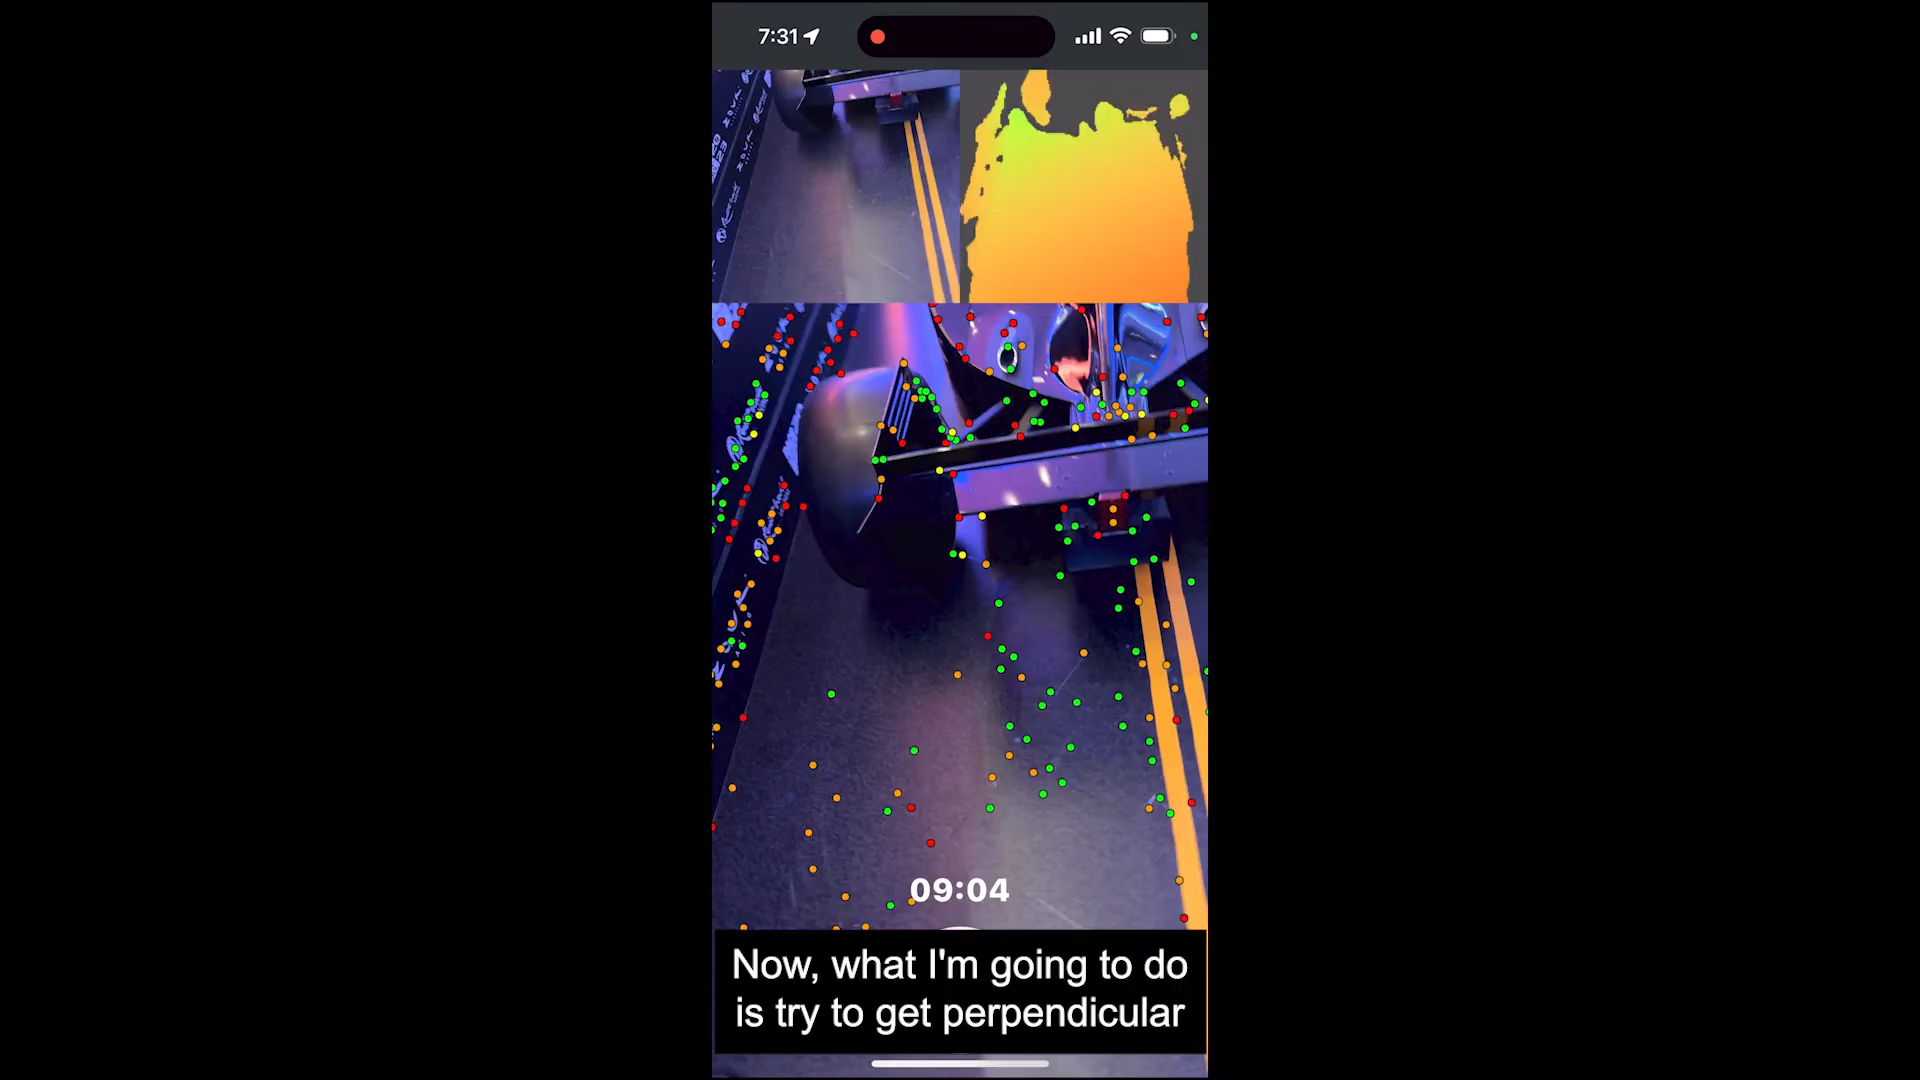 7:31
09:04
Now, what I'm going to do
is try to get perpendicular